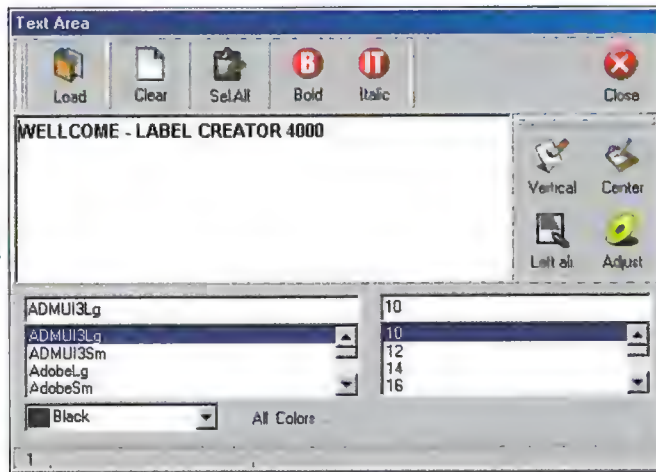 Text Area
Load Clear SelAll Bold Italic Close
WELLCOME - LABEL CREATOR 4000
Vertical Center
Left ali Adjust
ADMUI3Lg 10
ADMUI3Lg 10
ADMUI3Sm 12
AdobeLg 14
AdobeSm 16
Black All Colors
1